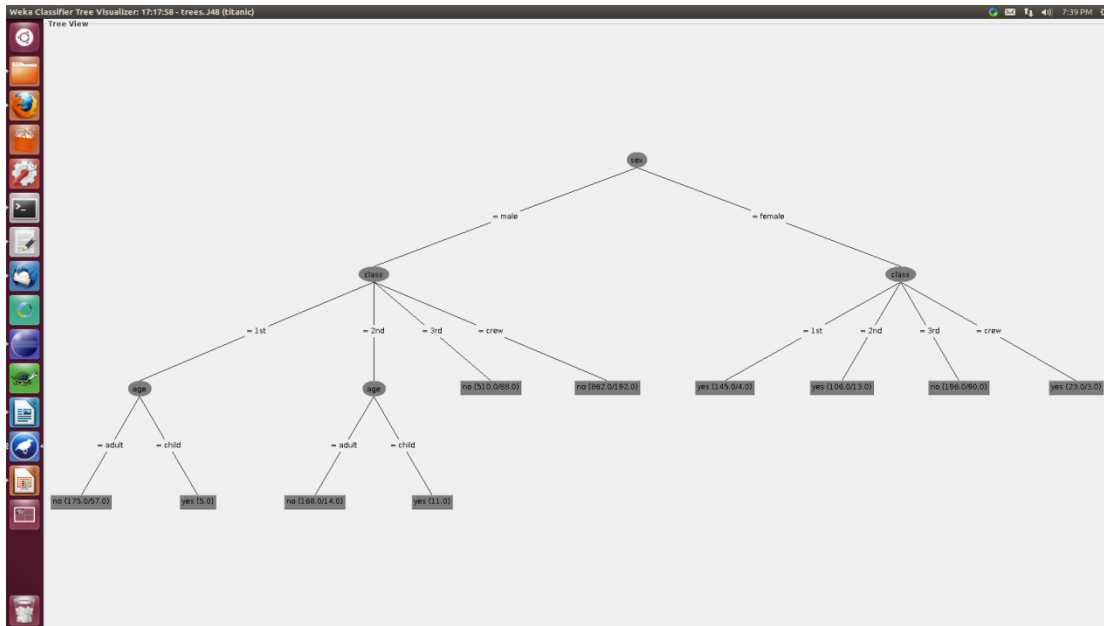 Weka Classifier Tree Visualizer: 17:17:58 - trees.J48 (titanic)
7:39 PM
Tree View
sex
= male
= female
class
class
= 1st
= 2nd
= 3rd
= crew
= 1st
= 2nd
= 3rd
= crew
age
age
no (510.0/88.0)
no (862.0/192.0)
yes (145.0/4.0)
yes (106.0/13.0)
no (196.0/90.0)
yes (23.0/3.0)
= adult
= child
= adult
= child
no (175.0/57.0)
yes (5.0)
no (168.0/14.0)
yes (11.0)